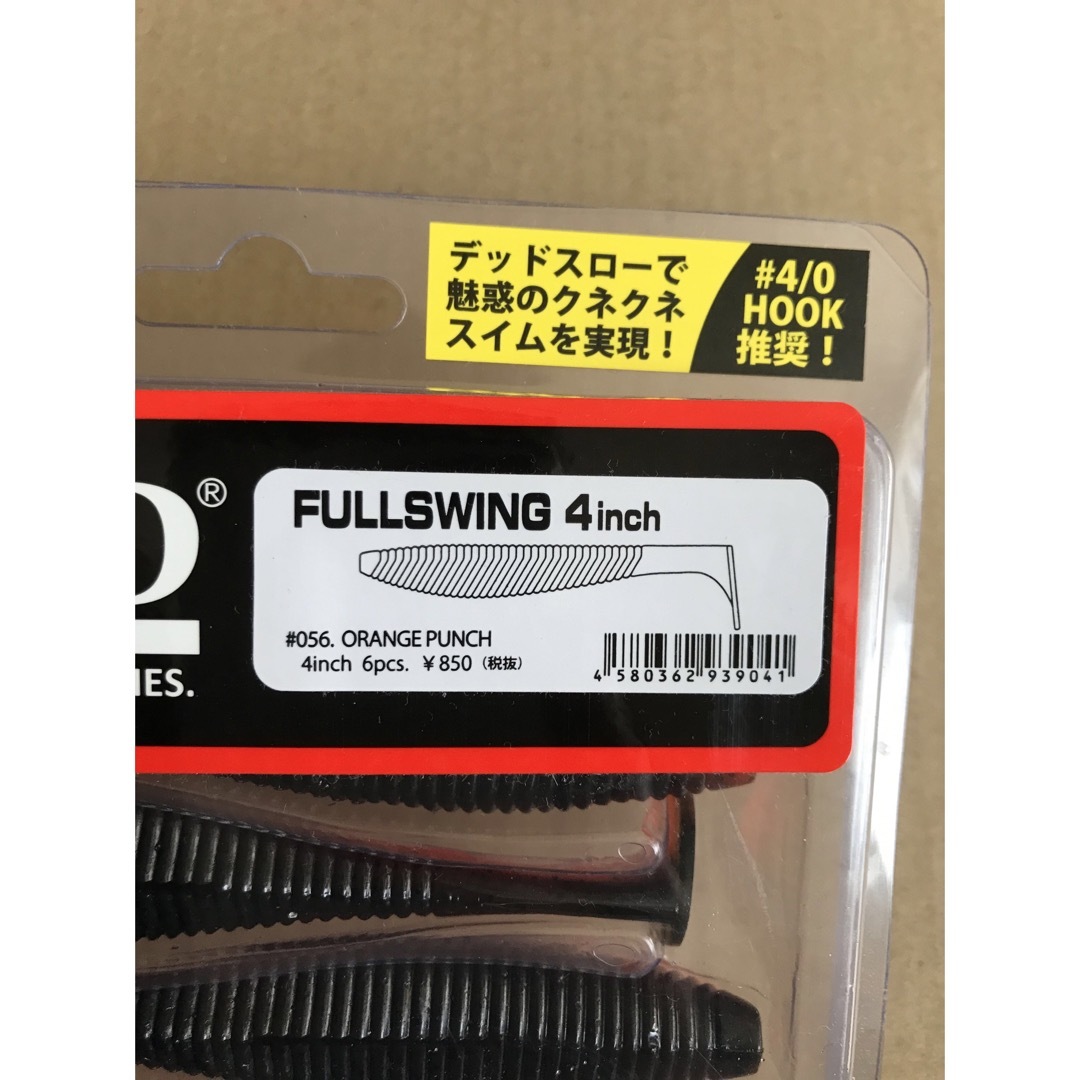 デッドスローで
魅惑のクネクネ
スイムを実現！
#4/0
HOOK
推奨！
®
FULLSWING 4inch
#056. ORANGE PUNCH
4inch 6pcs. ￥850（税抜）
4 580362 939041